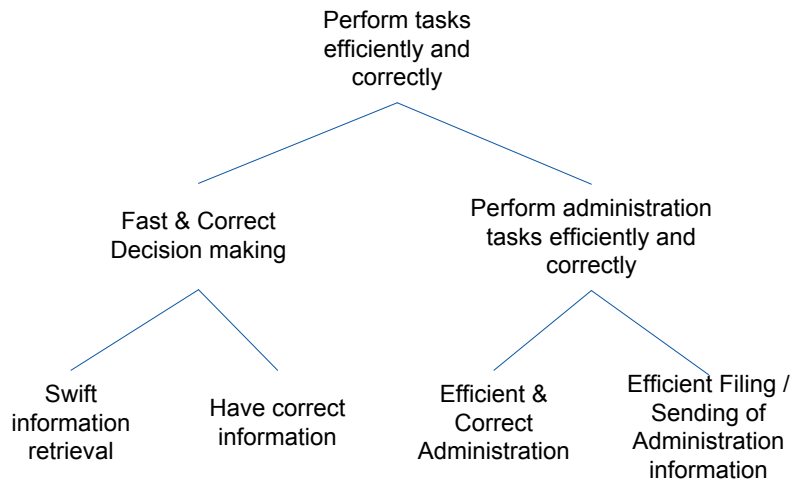 Perform tasks
efficiently and
correctly
Fast & Correct
Decision making
Perform administration
tasks efficiently and
correctly
Swift
information
retrieval
Have correct
information
Efficient &
Correct
Administration
Efficient Filing /
Sending of
Administration
information